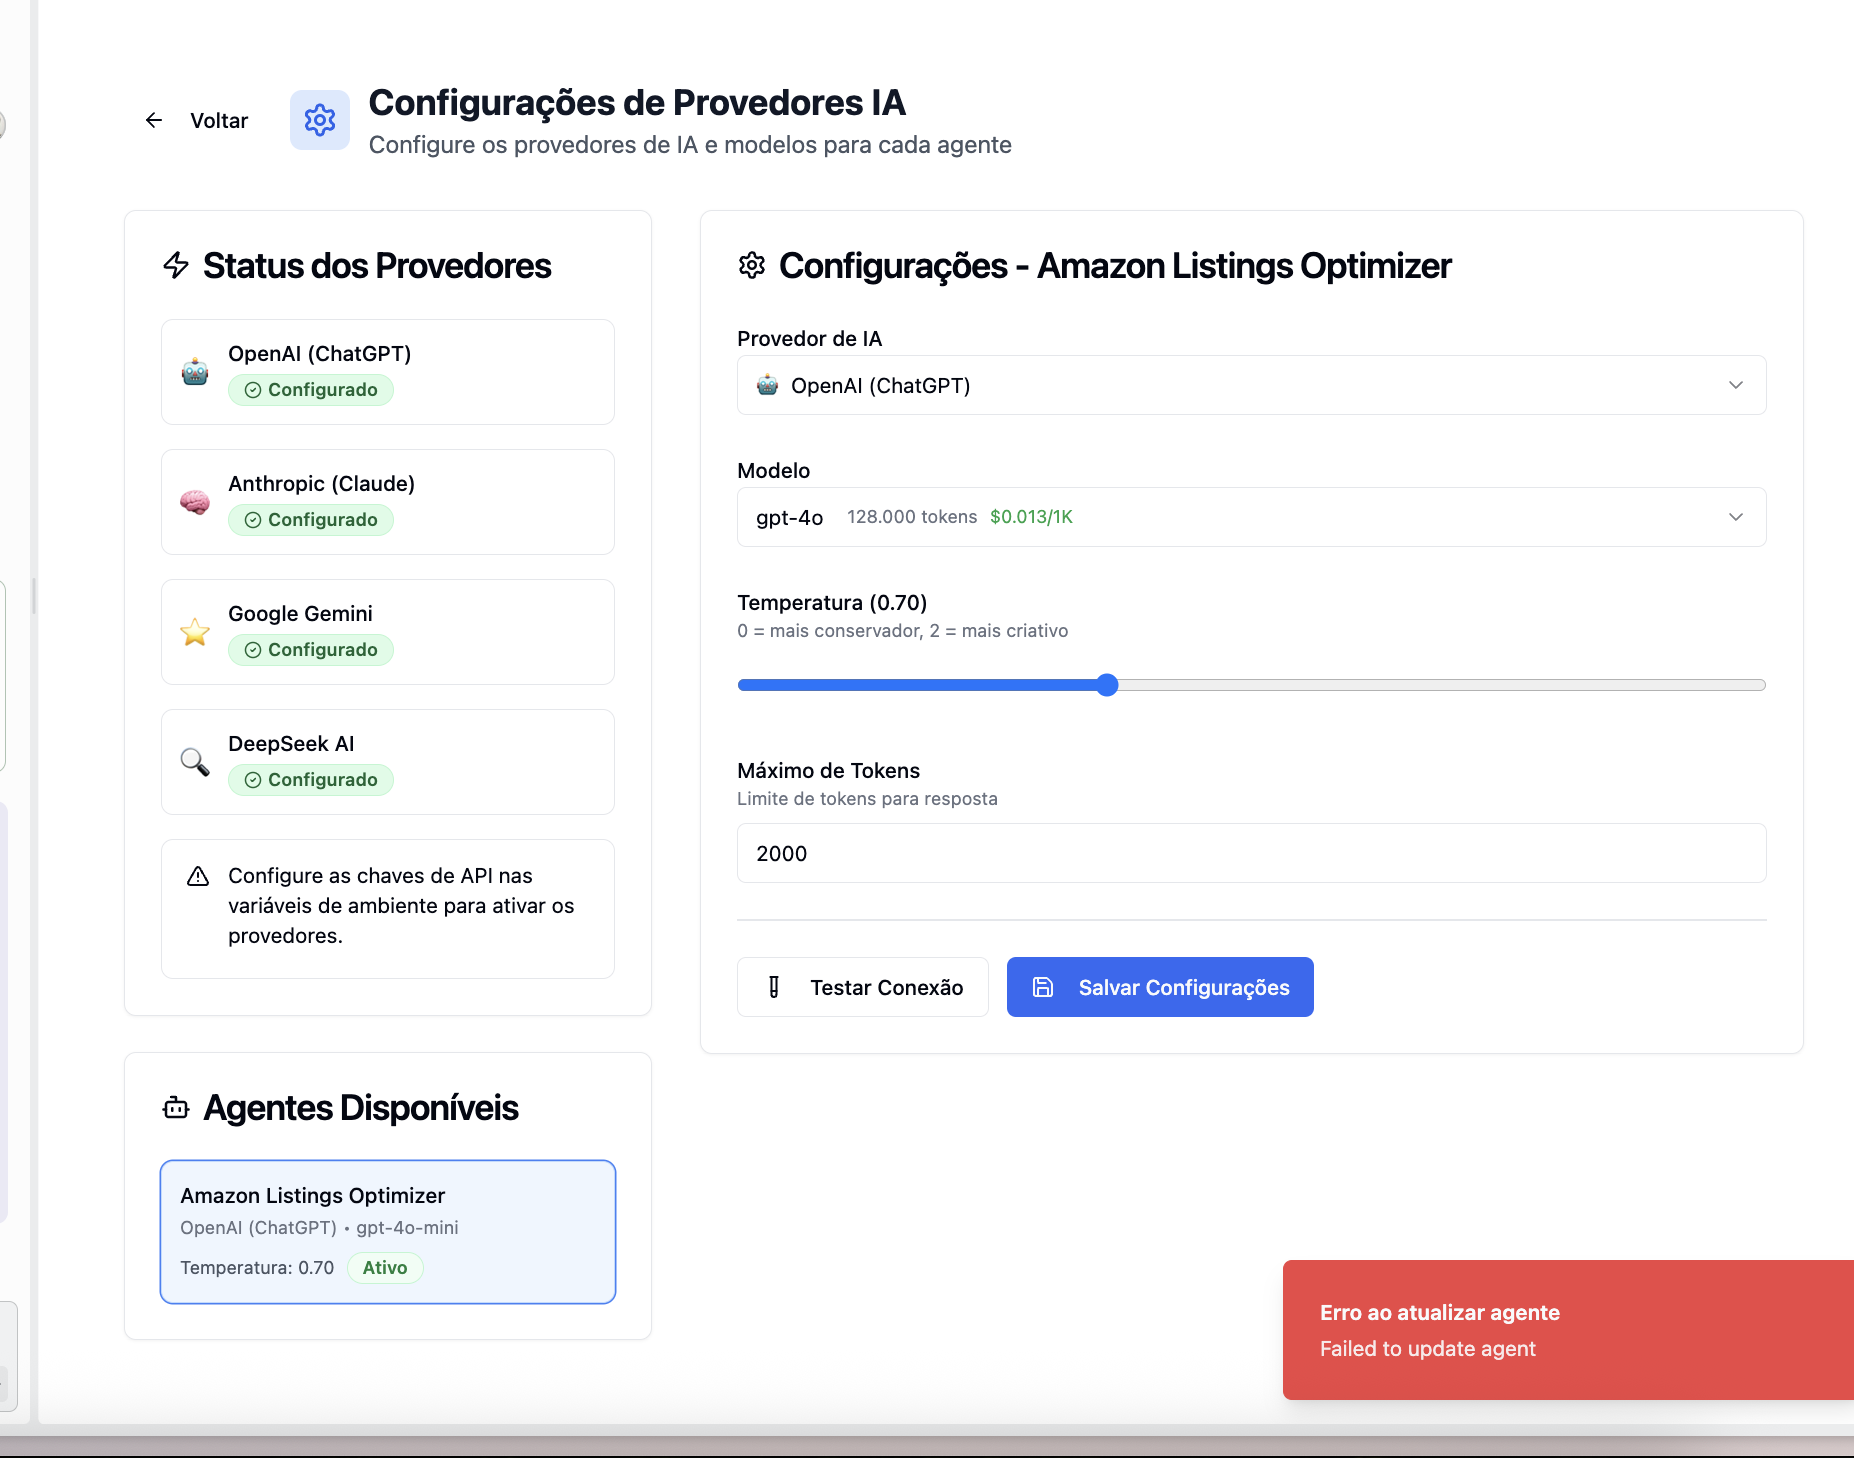 Voltar
Configurações de Provedores IA
Configure os provedores de IA e modelos para cada agente
Status dos Provedores
OpenAI (ChatGPT)
Configurado
Anthropic (Claude)
Configurado
Google Gemini
Configurado
DeepSeek AI
Configurado
Configure as chaves de API nas
variáveis de ambiente para ativar os
provedores.
Agentes Disponíveis
Amazon Listings Optimizer
OpenAI (ChatGPT) • gpt-4o-mini
Temperatura: 0.70 Ativo
Configurações - Amazon Listings Optimizer
Provedor de IA
OpenAI (ChatGPT)
Modelo
gpt-4o 128.000 tokens $0.013/1K
Temperatura (0.70)
0 = mais conservador, 2 = mais criativo
Máximo de Tokens
Limite de tokens para resposta
2000
Testar Conexão
Salvar Configurações
Erro ao atualizar agente
Failed to update agent